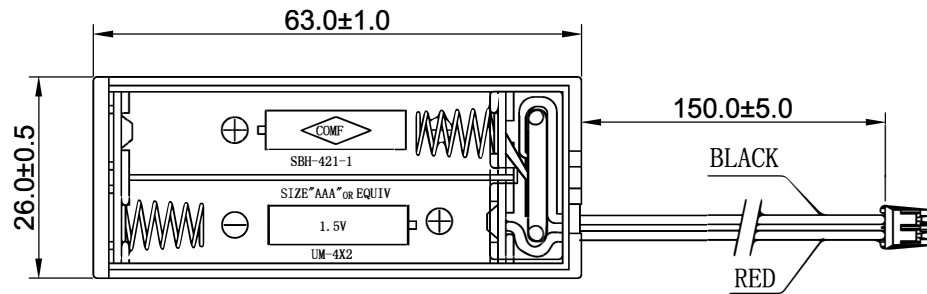 63.0±1.0
26.0±0.5
150.0±5.0
COMF
SBH-421-1
SIZE"AAA"OR EQUIV
1.5V
UM-4X2
BLACK
RED